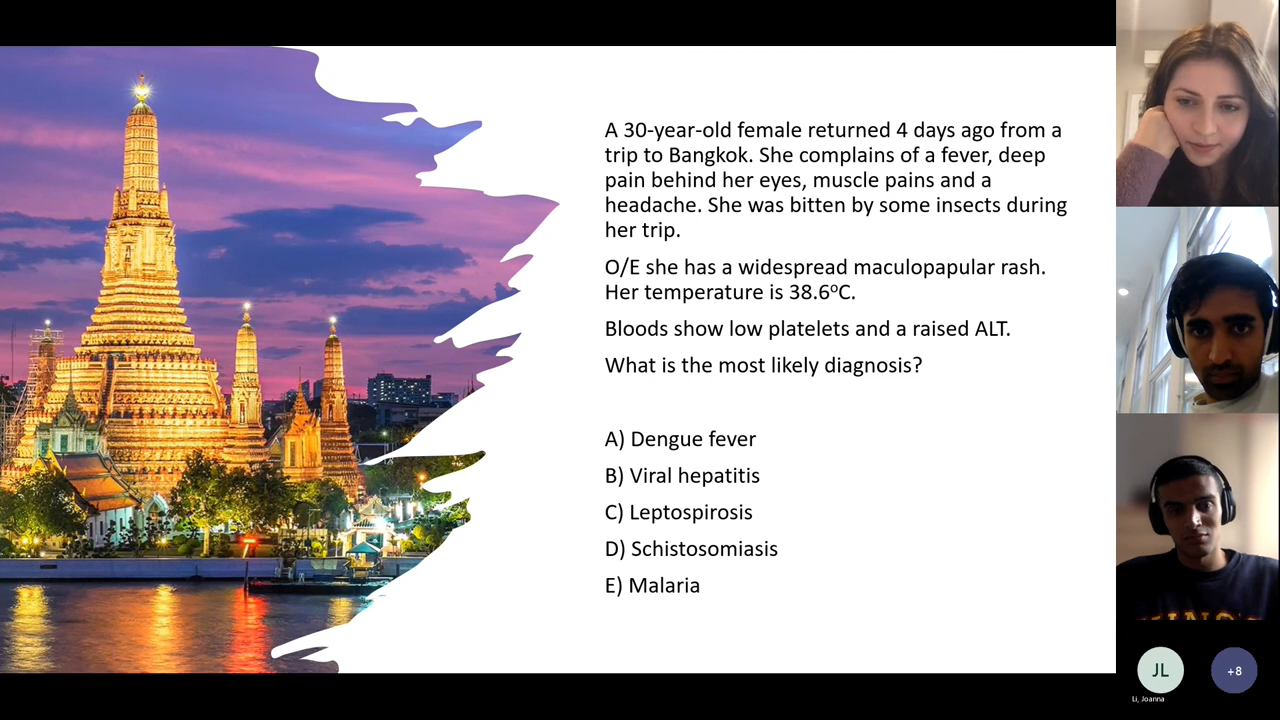 A 30-year-old female returned 4 days ago from a
trip to Bangkok. She complains of a fever, deep
pain behind her eyes, muscle pains and a
headache. She was bitten by some insects during
her trip.
O/E she has a widespread maculopapular rash.
Her temperature is 38.6°C.
Bloods show low platelets and a raised ALT.
What is the most likely diagnosis?
A) Dengue fever
B) Viral hepatitis
C) Leptospirosis
D) Schistosomiasis
E) Malaria
JL
Li, Joanna
+8